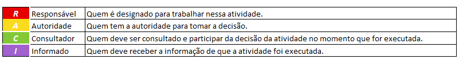 R Responsável Quem é designado para trabalhar nessa atividade.
A Autoridade Quem tem a autoridade para tomar a decisão.
C Consultador Quem deve ser consultado e participar da decisão da atividade no momento que for executada.
I Informado Quem deve receber a informação de que a atividade foi executada.